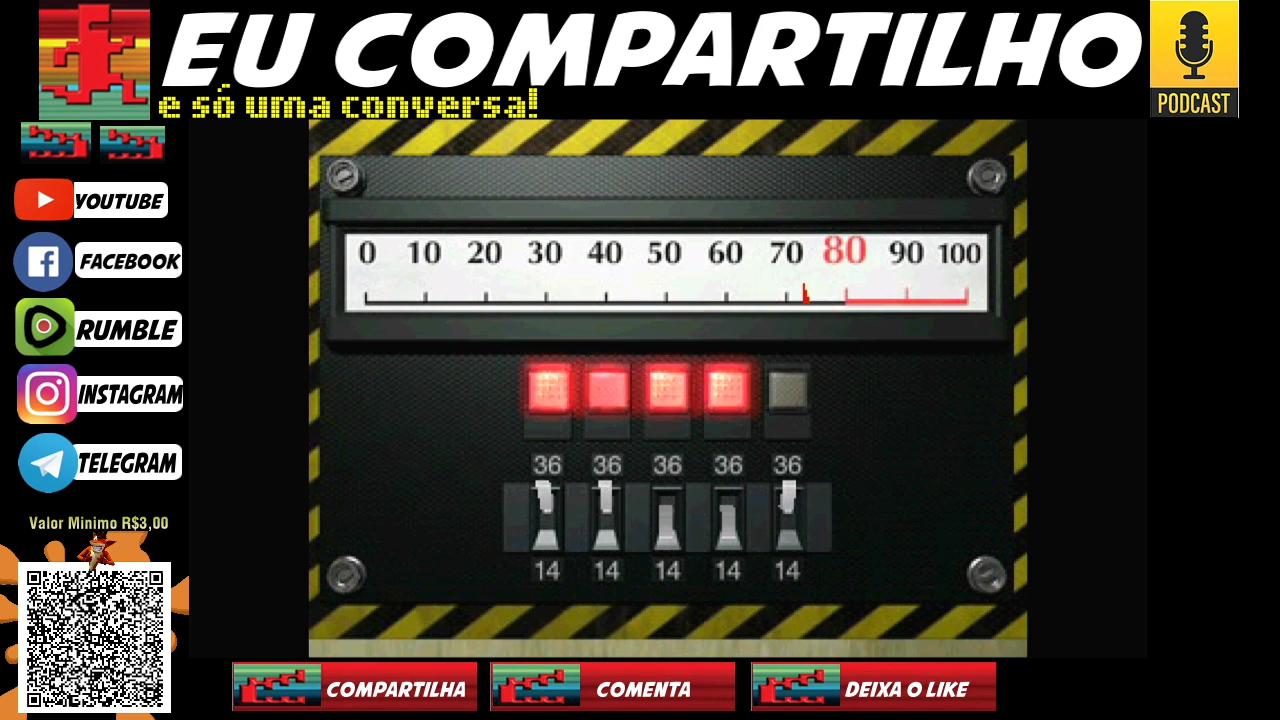 EU COMPARTILHO
e só uma conversa!
PODCAST
YOUTUBE
FACEBOOK
RUMBLE
INSTAGRAM
TELEGRAM
Valor Minimo R$3,00
0 10 20 30 40 50 60 70 80 90 100
36 36 36 36 36
14 14 14 14 14
COMPARTILHA
COMENTA
DEIXA O LIKE